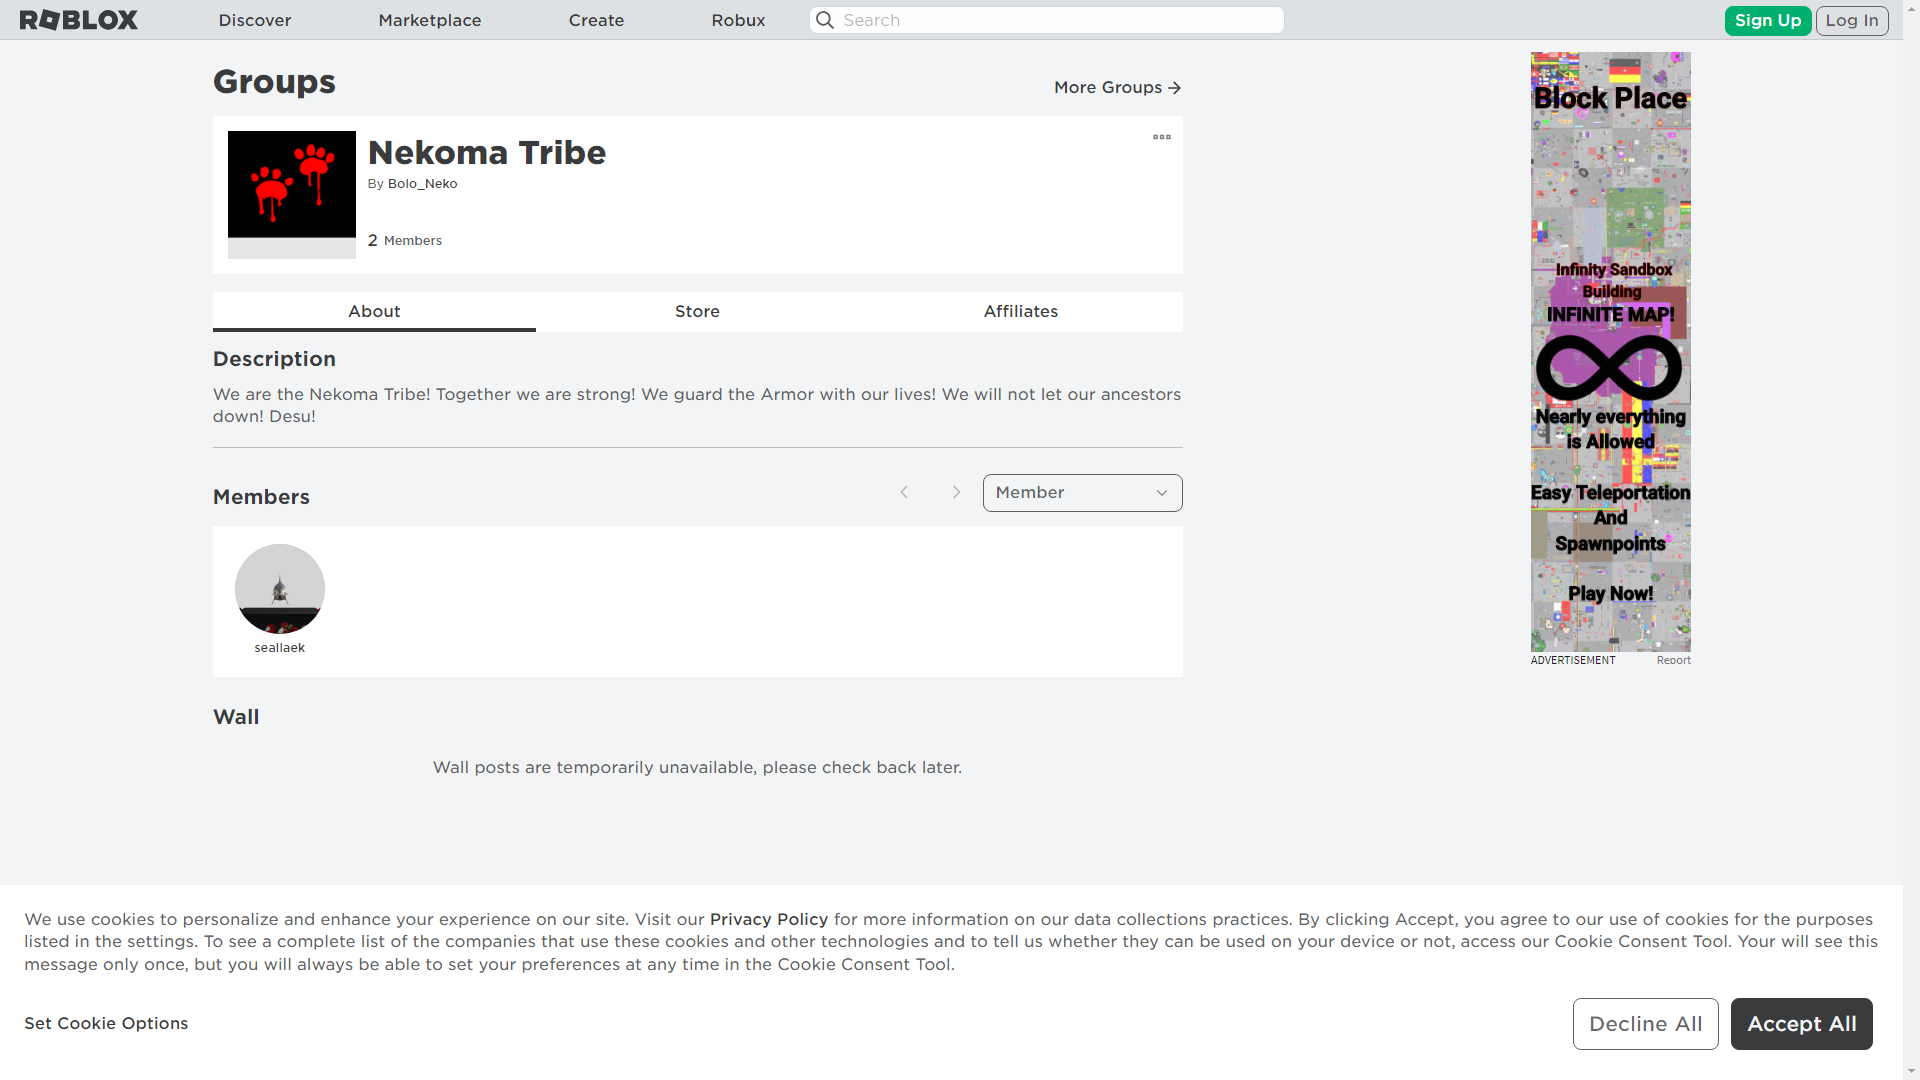 ROBLOX Discover Marketplace Create Robux Search Sign Up Log In
Groups
More Groups
Nekoma Tribe
By Bolo_Neko
2 Members
About Store Affiliates
Description
We are the Nekoma Tribe! Together we are strong! We guard the Armor with our lives! We will not let our ancestors
down! Desu!
Members
Member
seallaek
Wall
Wall posts are temporarily unavailable, please check back later.
Block Place
Infinity Sandbox
Building
INFINITE MAP!
Nearly everything
is Allowed
Easy Teleportation
And
Spawnpoints
Play Now!
ADVERTISEMENT Report
We use cookies to personalize and enhance your experience on our site. Visit our Privacy Policy for more information on our data collections practices. By clicking Accept, you agree to our use of cookies for the purposes
listed in the settings. To see a complete list of the companies that use these cookies and other technologies and to tell us whether they can be used on your device or not, access our Cookie Consent Tool. Your will see this
message only once, but you will always be able to set your preferences at any time in the Cookie Consent Tool.
Set Cookie Options
Decline All
Accept All